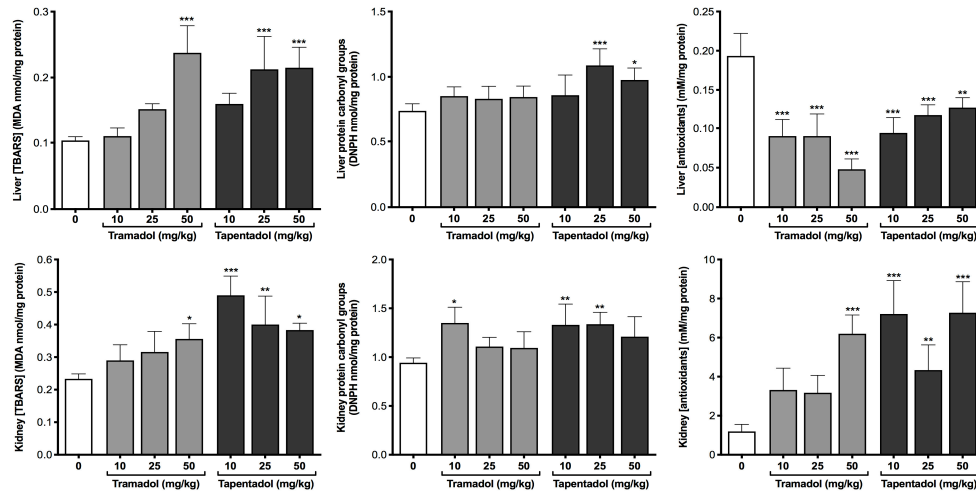 Liver [TBARS] (MDA nmol/mg protein)
0.3
0.2
0.1
0.0
***
***
***
0 10 25 50 10 25 50
Tramadol (mg/kg) Tapentadol (mg/kg)
Liver protein carbonyl groups
(DNPH nmol/mg protein)
1.5
1.0
0.5
0.0
***
*
0 10 25 50 10 25 50
Tramadol (mg/kg) Tapentadol (mg/kg)
Liver [antioxidants] (mM/mg protein)
0.20
0.15
0.10
0.05
0.00
***
***
***
***
***
**
0 10 25 50 10 25 50
Tramadol (mg/kg) Tapentadol (mg/kg)
Kidney [TBARS] (MDA nmol/mg protein)
0.6
0.5
0.4
0.3
0.2
0.1
0.0
*
***
**
*
0 10 25 50 10 25 50
Tramadol (mg/kg) Tapentadol (mg/kg)
Kidney protein carbonyl groups
(DNPH nmol/mg protein)
2.0
1.5
1.0
0.5
0.0
*
**
**
0 10 25 50 10 25 50
Tramadol (mg/kg) Tapentadol (mg/kg)
Kidney [antioxidants] (mM/mg protein)
10
8
6
4
2
0
***
***
**
***
0 10 25 50 10 25 50
Tramadol (mg/kg) Tapentadol (mg/kg)